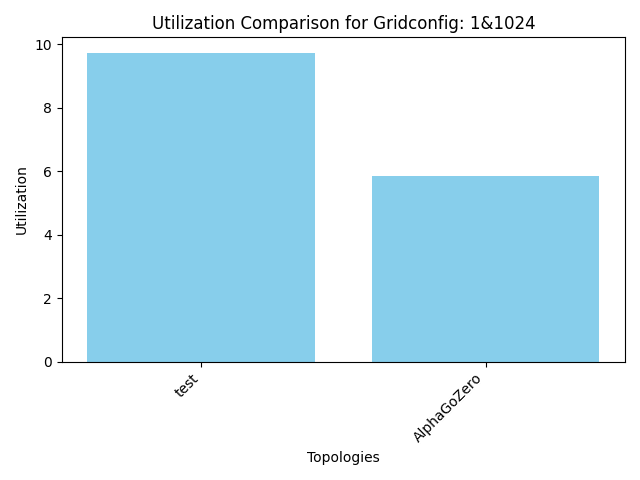 Utilization Comparison for Gridconfig: 1&1024
10
8
6
4
2
0
Utilization
test
AlphaGoZero
Topologies